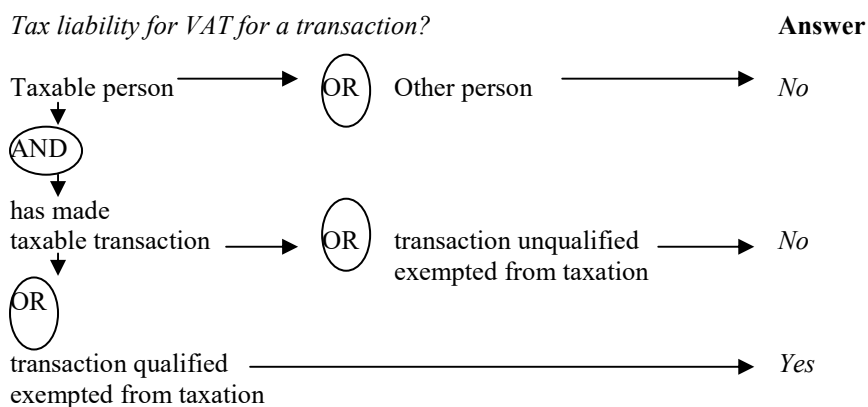 Tax liability for VAT for a transaction? Answer
Taxable person OR Other person No
AND
has made
taxable transaction OR transaction unqualified No
exempted from taxation
OR
transaction qualified Yes
exempted from taxation